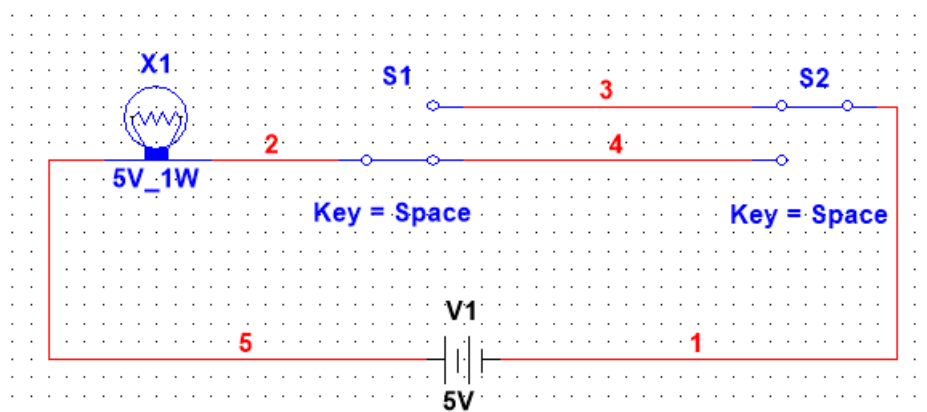 X1
S1
3
S2
2
4
5V_1W
Key = Space
Key = Space
V1
5
1
5V